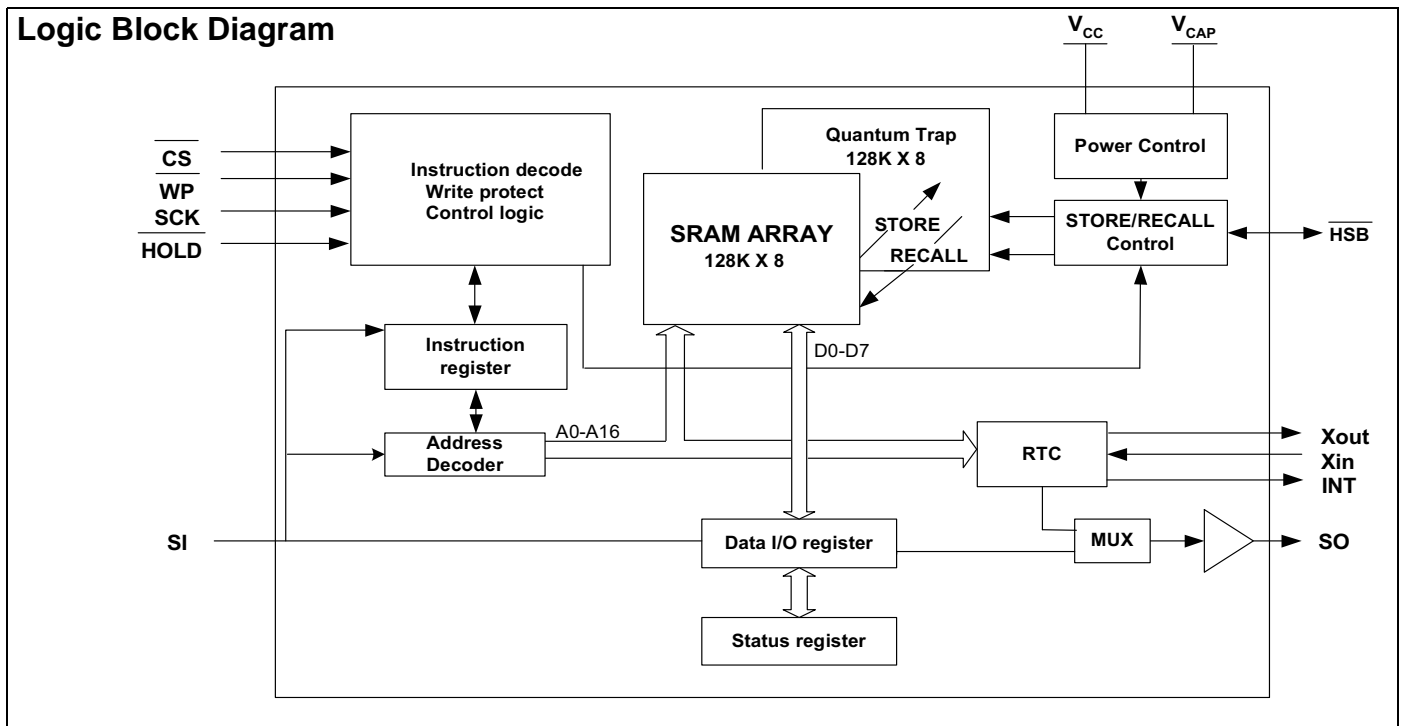 Logic Block Diagram
VCC
VCAP
Quantum Trap
128K X 8
Power Control
CS
WP
SCK
HOLD
Instruction decode
Write protect
Control logic
SRAM ARRAY
128K X 8
STORE
RECALL
STORE/RECALL
Control
HSB
Instruction
register
D0-D7
A0-A16
Address
Decoder
RTC
Xout
Xin
INT
SI
Data I/O register
MUX
SO
Status register